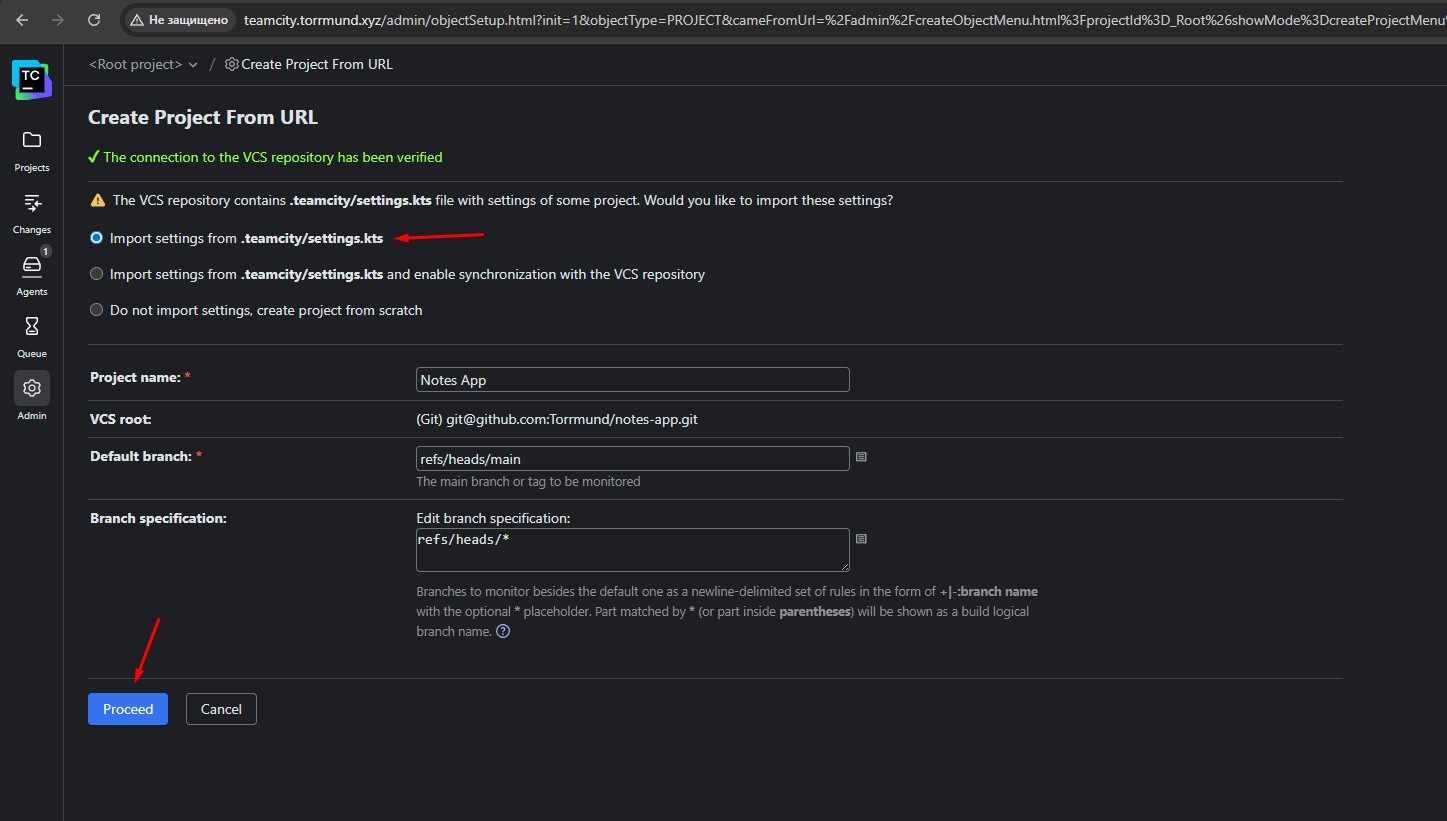 Не защищено teamcity.torrmund.xyz/admin/objectSetup.html?init=1&objectType=PROJECT&cameFromUrl=%2Fadmin%2FcreateObjectMenu.html%3FprojectId%3D_Root%26showMode%3DcreateProjectMenu%
TC
<Root project> / Create Project From URL
Create Project From URL
The connection to the VCS repository has been verified
Projects
The VCS repository contains .teamcity/settings.kts file with settings of some project. Would you like to import these settings?
Changes
Import settings from .teamcity/settings.kts
1
Import settings from .teamcity/settings.kts and enable synchronization with the VCS repository
Agents
Do not import settings, create project from scratch
Queue
Project name: * Notes App
Admin
VCS root: (Git) git@github.com:Torrmund/notes-app.git
Default branch: * refs/heads/main
The main branch or tag to be monitored
Branch specification: Edit branch specification:
refs/heads/*
Branches to monitor besides the default one as a newline-delimited set of rules in the form of +|-:branch name
with the optional * placeholder. Part matched by * (or part inside parentheses) will be shown as a build logical
branch name. ?
Proceed Cancel